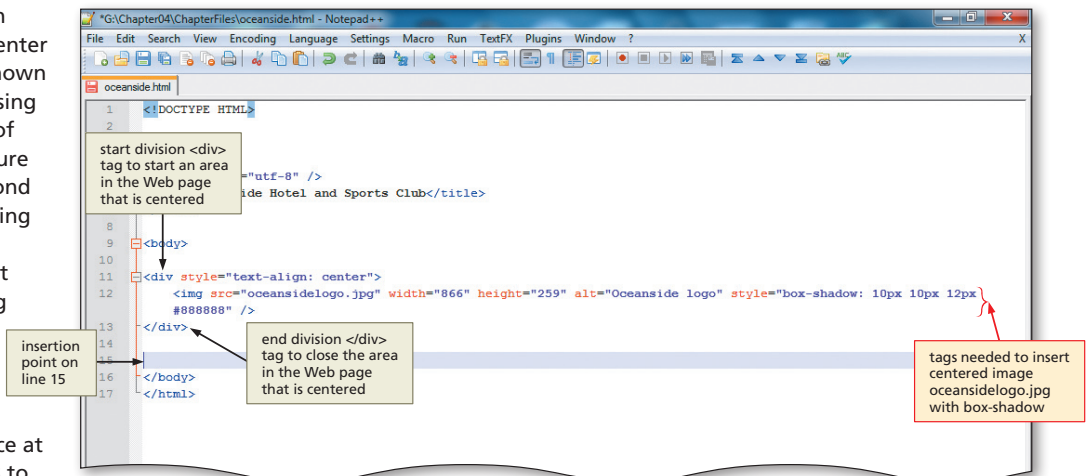 enter
nown
sing
of
ure
ond
ing
t
g
ce at
to
*G:\Chapter04\ChapterFiles\oceanside.html - Notepad++
File Edit Search View Encoding Language Settings Macro Run TextFX Plugins Window ? X
oceanside.html
1 <!DOCTYPE HTML>
2
start division <div>
tag to start an area
in the Web page
that is centered
="utf-8" />
ide Hotel and Sports Club</title>
8
9 <body>
10
11 <div style="text-align: center">
12 <img src="oceansidelogo.jpg" width="866" height="259" alt="Oceanside logo" style="box-shadow: 10px 10px 12px
#888888" />
13 </div>
14
15
16 </body>
17 </html>
insertion
point on
line 15
end division </div>
tag to close the area
in the Web page
that is centered
tags needed to insert
centered image
oceansidelogo.jpg
with box-shadow